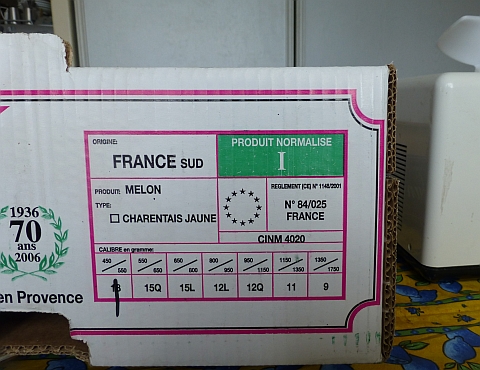 1936
70
ans
2006
en Provence
ORIGINE:
FRANCE SUD
PRODUIT NORMALISE
I
PRODUIT: MELON
TYPE:
☐ CHARENTAIS JAUNE
REGLEMENT (CE) N° 1148/2001
N° 84/025
FRANCE
CINM 4020
CALIBRE en gramme:
450/550 550/650 650/800 800/950 950/1150 1150/1350 1350/1750
18 15Q 15L 12L 12Q 11 9